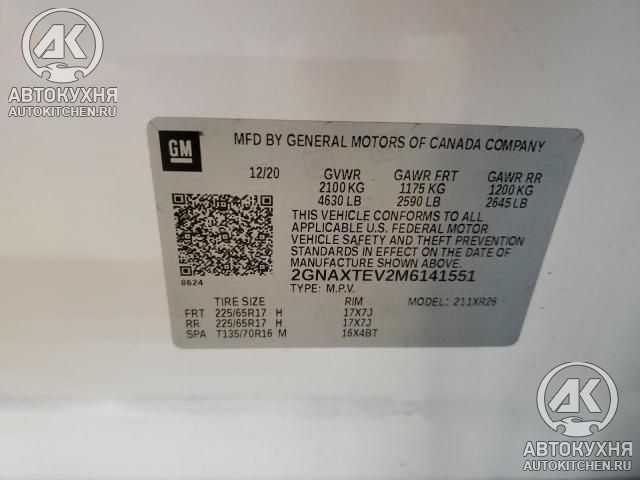 AK
АВТОКУХНЯ
AUTOKITCHEN.RU
GM
MFD BY GENERAL MOTORS OF CANADA COMPANY
12/20 GVWR GAWR FRT GAWR RR
2100 KG 1175 KG 1200 KG
4630 LB 2590 LB 2645 LB
THIS VEHICLE CONFORMS TO ALL
APPLICABLE U.S. FEDERAL MOTOR
VEHICLE SAFETY AND THEFT PREVENTION
STANDARDS IN EFFECT ON THE DATE OF
MANUFACTURE SHOWN ABOVE.
8624
2GNAXTEV2M6141551
TYPE: M.P.V.
MODEL: 211XR26
TIRE SIZE RIM
FRT 225/65R17 H 17X7J
RR 225/65R17 H 17X7J
SPA T135/70R16 M 16X4BT
AK
АВТОКУХНЯ
AUTOKITCHEN.RU